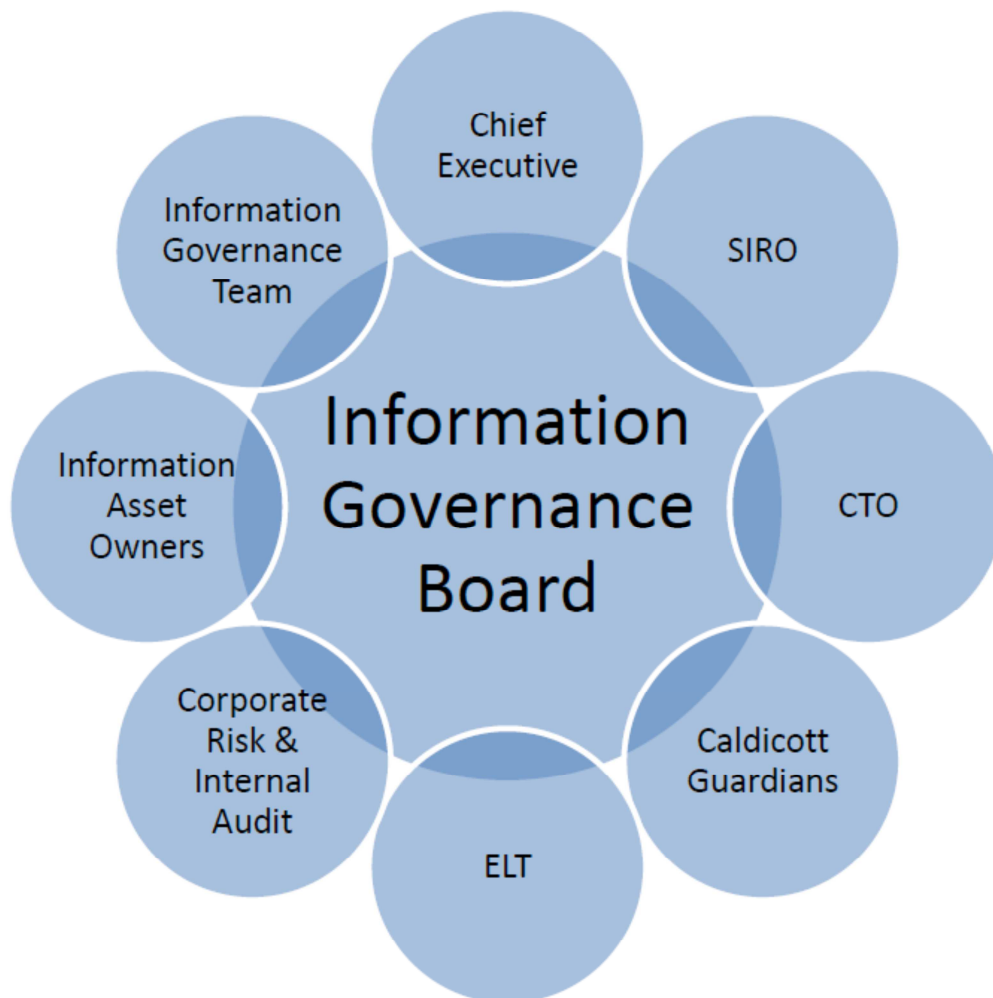 Chief
Executive
SIRO
CTO
Caldicott
Guardians
ELT
Corporate
Risk &
Internal
Audit
Information
Asset
Owners
Information
Governance
Team
Information
Governance
Board